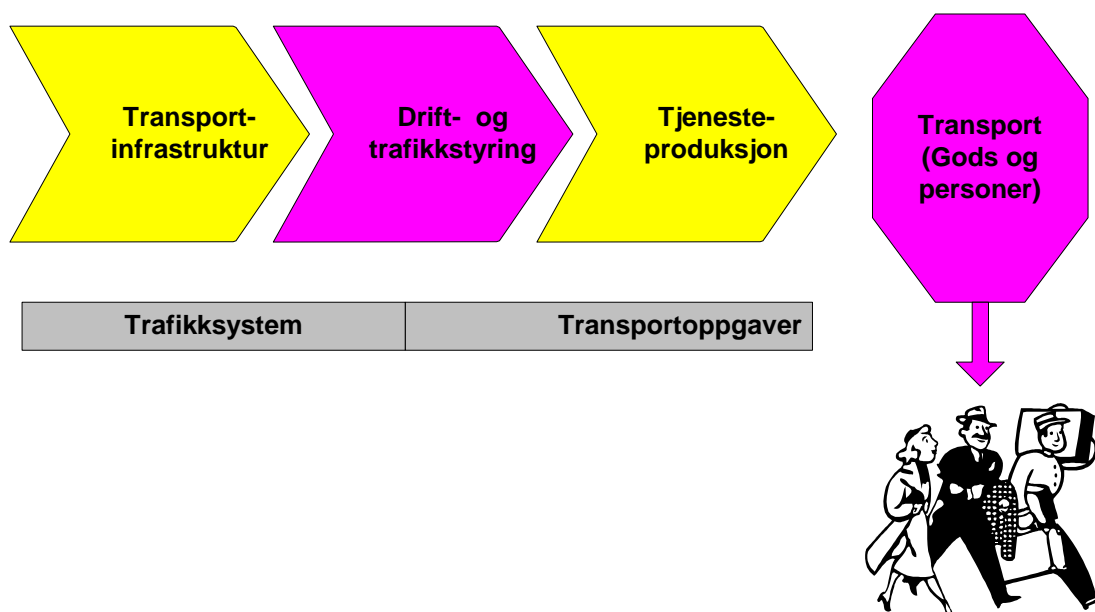 Transport-
infrastruktur
Drift- og
trafikkstyring
Tjeneste-
produksjon
Transport
(Gods og
personer)
Trafikksystem
Transportoppgaver